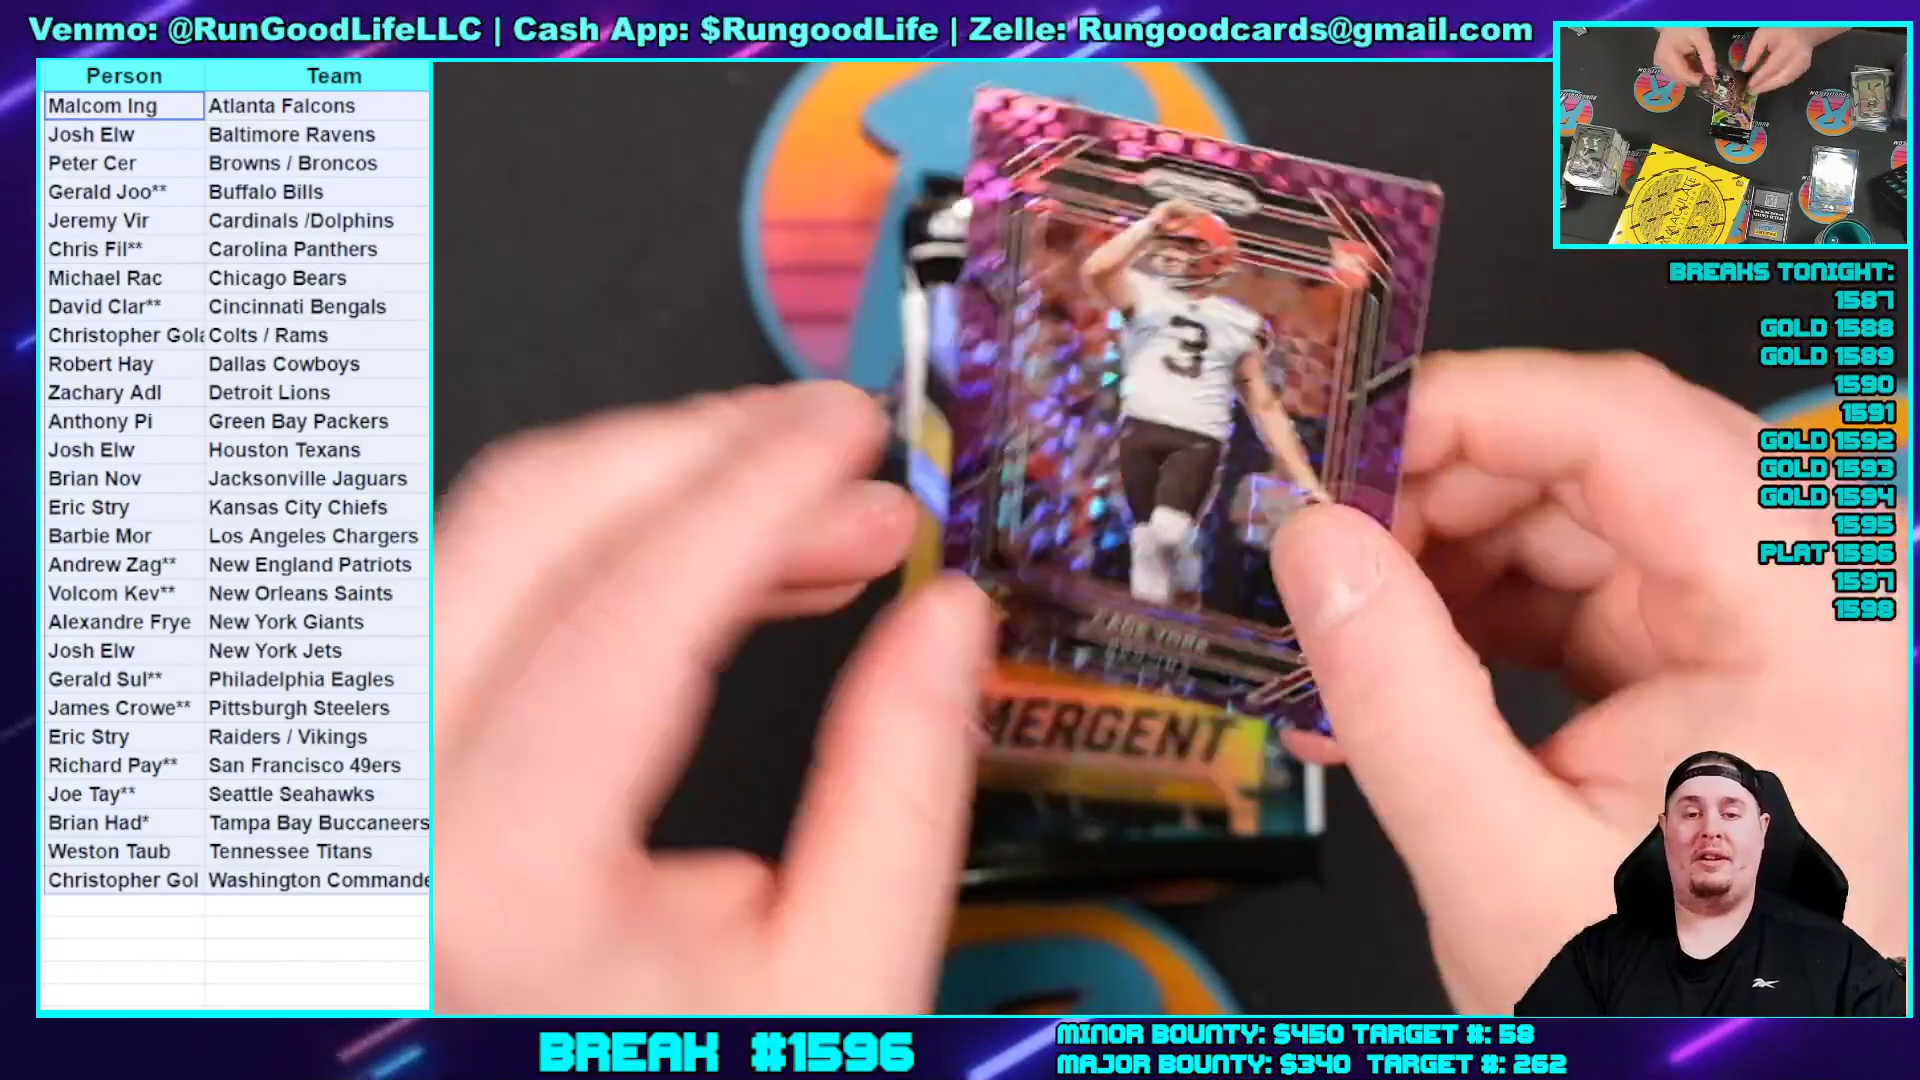 Venmo: @RunGoodLifeLLC | Cash App: $RungoodLife | Zelle: Rungoodcards@gmail.com
Person Team
Malcom Ing Atlanta Falcons
Josh Elw Baltimore Ravens
Peter Cer Browns / Broncos
Gerald Joo** Buffalo Bills
Jeremy Vir Cardinals /Dolphins
Chris Fil** Carolina Panthers
Michael Rac Chicago Bears
David Clar** Cincinnati Bengals
Christopher Gola Colts / Rams
Robert Hay Dallas Cowboys
Zachary Adl Detroit Lions
Anthony Pi Green Bay Packers
Josh Elw Houston Texans
Brian Nov Jacksonville Jaguars
Eric Stry Kansas City Chiefs
Barbie Mor Los Angeles Chargers
Andrew Zag** New England Patriots
Volcom Kev** New Orleans Saints
Alexandre Frye New York Giants
Josh Elw New York Jets
Gerald Sul** Philadelphia Eagles
James Crowe** Pittsburgh Steelers
Eric Stry Raiders / Vikings
Richard Pay** San Francisco 49ers
Joe Tay** Seattle Seahawks
Brian Had* Tampa Bay Buccaneers
Weston Taub Tennessee Titans
Christopher Gol Washington Commande
3
MERGENT
BREAKS TONIGHT:
1587
GOLD 1588
GOLD 1589
1590
1591
GOLD 1592
GOLD 1593
GOLD 1594
1595
PLAT 1596
1597
1598
BREAK #1596
MINOR BOUNTY: $450 TARGET #: 58
MAJOR BOUNTY: $340 TARGET #: 262